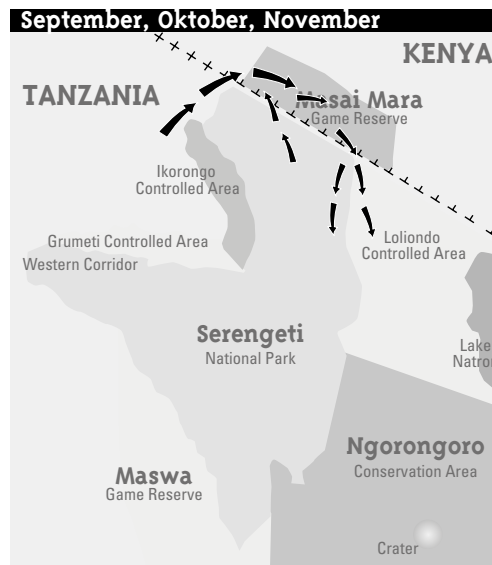 September, Oktober, November
KENYA
TANZANIA
Masai Mara
Game Reserve
Ikorongo
Controlled Area
Grumeti Controlled Area
Western Corridor
Loliondo
Controlled Area
Serengeti
National Park
Lake
Natron
Ngorongoro
Conservation Area
Maswa
Game Reserve
Crater